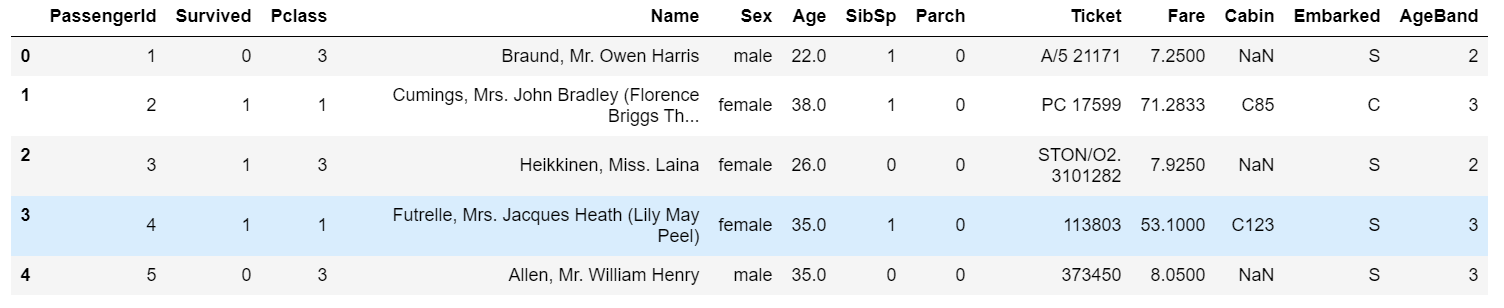 PassengerId Survived Pclass Name Sex Age SibSp Parch Ticket Fare Cabin Embarked AgeBand
0 1 0 3 Braund, Mr. Owen Harris male 22.0 1 0 A/5 21171 7.2500 NaN S 2
1 2 1 1 Cumings, Mrs. John Bradley (Florence Briggs Th... female 38.0 1 0 PC 17599 71.2833 C85 C 3
2 3 1 3 Heikkinen, Miss. Laina female 26.0 0 0 STON/O2. 3101282 7.9250 NaN S 2
3 4 1 1 Futrelle, Mrs. Jacques Heath (Lily May Peel) female 35.0 1 0 113803 53.1000 C123 S 3
4 5 0 3 Allen, Mr. William Henry male 35.0 0 0 373450 8.0500 NaN S 3